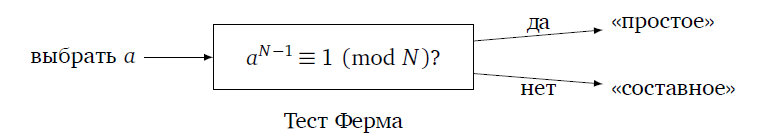 да «простое»
выбрать a
a^{N−1} ≡ 1 (mod N)?
нет «составное»
Тест Ферма